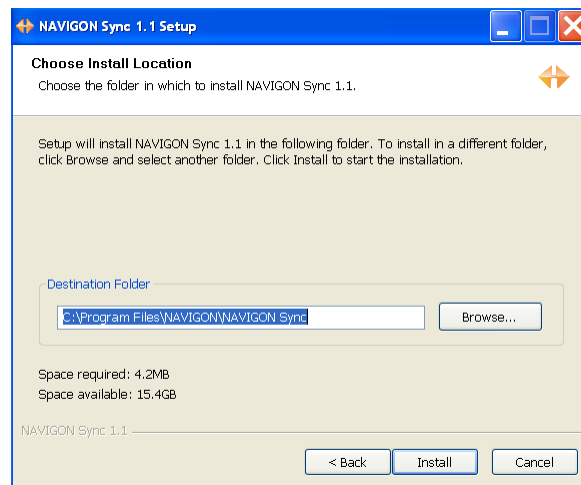 NAVIGON Sync 1.1 Setup
Choose Install Location
Choose the folder in which to install NAVIGON Sync 1.1.
Setup will install NAVIGON Sync 1.1 in the following folder. To install in a different folder,
click Browse and select another folder. Click Install to start the installation.
Destination Folder
C:\Program Files\NAVIGON\NAVIGON Sync
Browse...
Space required: 4.2MB
Space available: 15.4GB
NAVIGON Sync 1.1
< Back Install Cancel